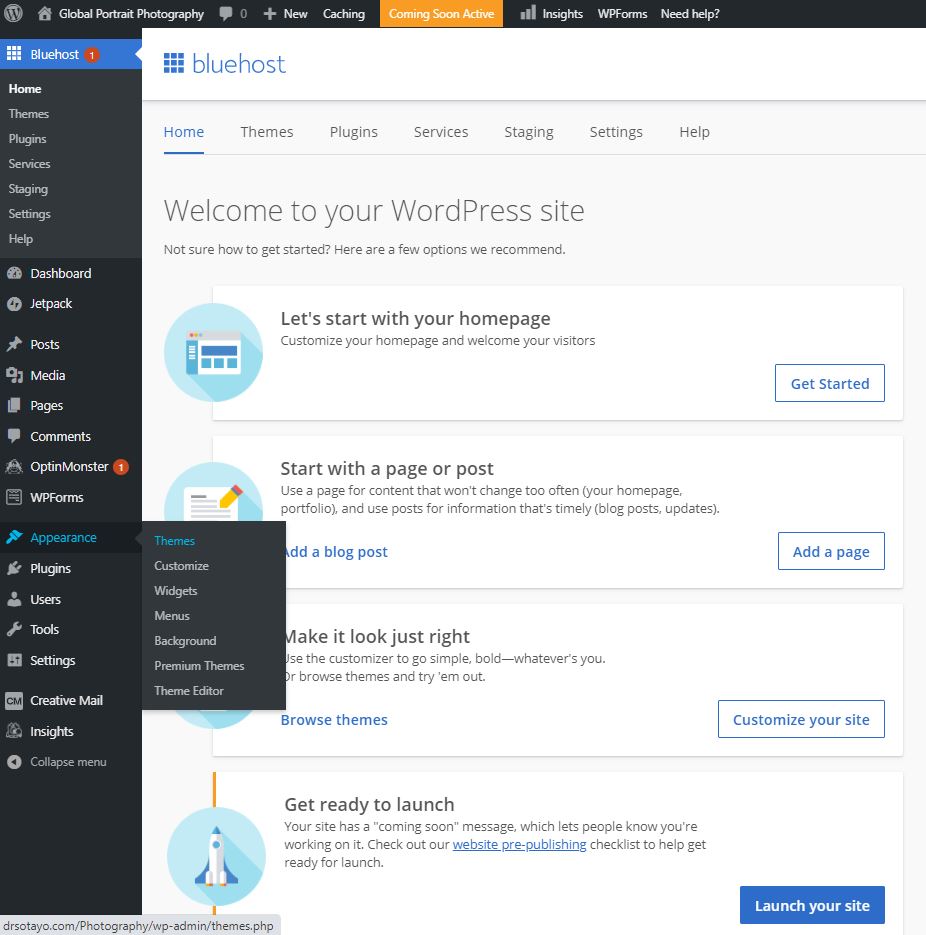 Global Portrait Photography 0 New Caching Coming Soon Active Insights WPForms Need help?
Bluehost 1
Home
Themes
Plugins
Services
Staging
Settings
Help
Dashboard
Jetpack
Posts
Media
Pages
Comments
OptinMonster 1
WPForms
Appearance
Plugins
Users
Tools
Settings
CM Creative Mail
Insights
Collapse menu
Themes
Customize
Widgets
Menus
Background
Premium Themes
Theme Editor
bluehost
Home Themes Plugins Services Staging Settings Help
Welcome to your WordPress site
Not sure how to get started? Here are a few options we recommend.
Let's start with your homepage
Customize your homepage and welcome your visitors
Get Started
Start with a page or post
Use a page for content that won't change too often (your homepage,
portfolio), and use posts for information that's timely (blog posts, updates).
Add a blog post
Add a page
Make it look just right
Use the customizer to go simple, bold—whatever's you.
Or browse themes and try 'em out.
Browse themes
Customize your site
Get ready to launch
Your site has a "coming soon" message, which lets people know you're
working on it. Check out our website pre-publishing checklist to help get
ready for launch.
Launch your site
drsotayo.com/Photography/wp-admin/themes.php